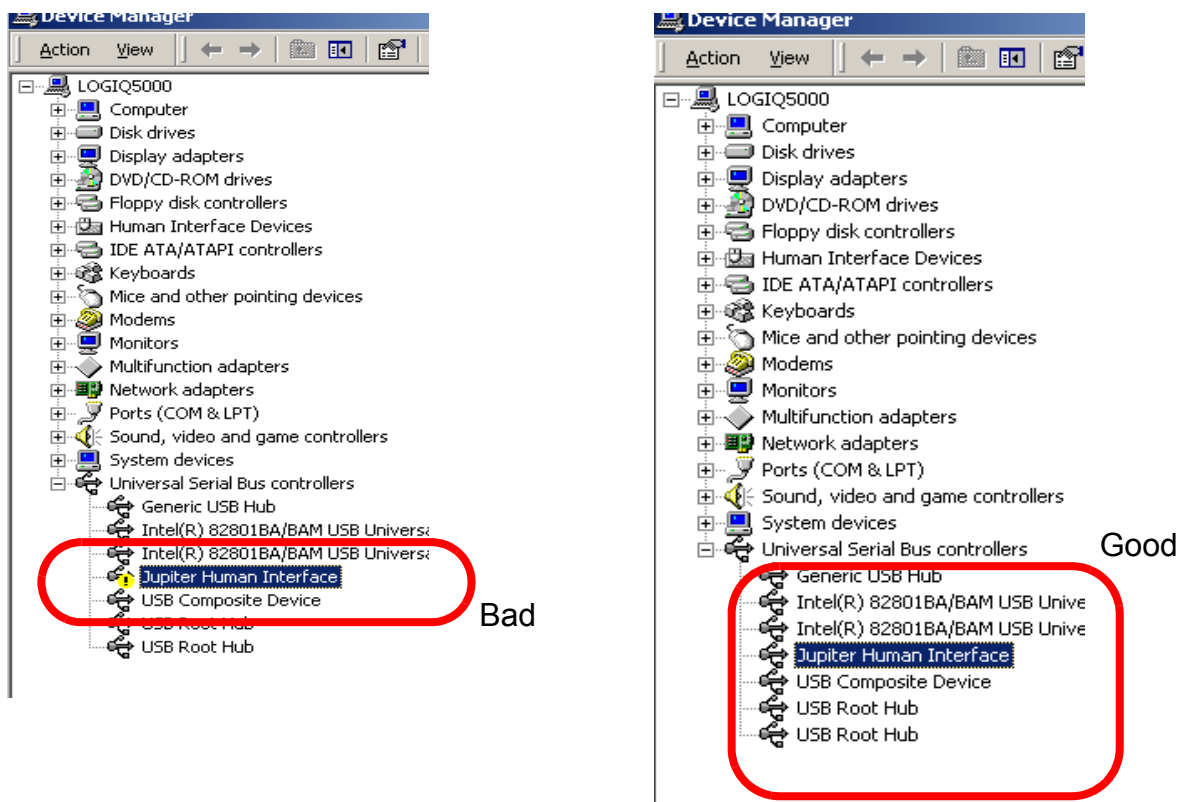 Device Manager
Action View
LOGIQ5000
Computer
Disk drives
Display adapters
DVD/CD-ROM drives
Floppy disk controllers
Human Interface Devices
IDE ATA/ATAPI controllers
Keyboards
Mice and other pointing devices
Modems
Monitors
Multifunction adapters
Network adapters
Ports (COM & LPT)
Sound, video and game controllers
System devices
Universal Serial Bus controllers
Generic USB Hub
Intel(R) 82801BA/BAM USB Universa
Intel(R) 82801BA/BAM USB Universa
Jupiter Human Interface
USB Composite Device
USB Root Hub
USB Root Hub
Bad
Device Manager
Action View
LOGIQ5000
Computer
Disk drives
Display adapters
DVD/CD-ROM drives
Floppy disk controllers
Human Interface Devices
IDE ATA/ATAPI controllers
Keyboards
Mice and other pointing devices
Modems
Monitors
Multifunction adapters
Network adapters
Ports (COM & LPT)
Sound, video and game controllers
System devices
Universal Serial Bus controllers
Good
Generic USB Hub
Intel(R) 82801BA/BAM USB Unive
Intel(R) 82801BA/BAM USB Unive
Jupiter Human Interface
USB Composite Device
USB Root Hub
USB Root Hub